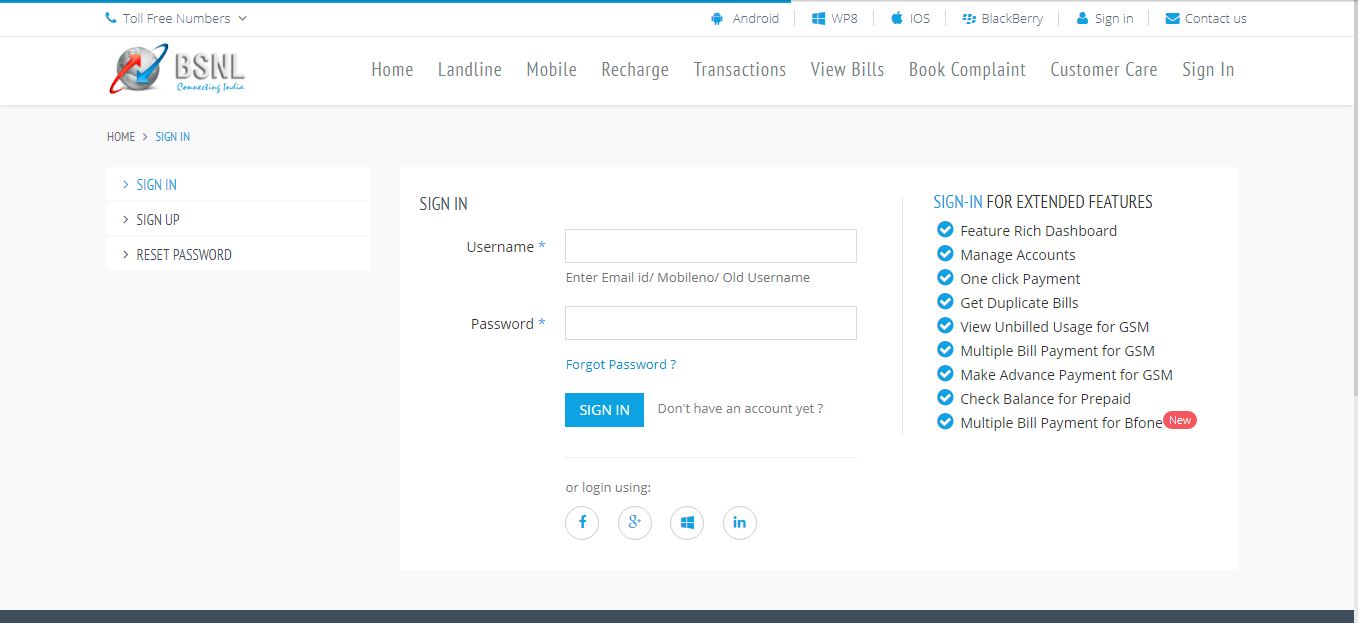 Toll Free Numbers
Android
WP8
IOS
BlackBerry
Sign in
Contact us
BSNL
Connecting India
Home
Landline
Mobile
Recharge
Transactions
View Bills
Book Complaint
Customer Care
Sign In
HOME > SIGN IN
> SIGN IN
> SIGN UP
> RESET PASSWORD
SIGN IN
Username *
Enter Email id/ Mobileno/ Old Username
Password *
Forgot Password ?
SIGN IN
Don't have an account yet ?
or login using:
SIGN-IN FOR EXTENDED FEATURES
Feature Rich Dashboard
Manage Accounts
One click Payment
Get Duplicate Bills
View Unbilled Usage for GSM
Multiple Bill Payment for GSM
Make Advance Payment for GSM
Check Balance for Prepaid
Multiple Bill Payment for Bfone New